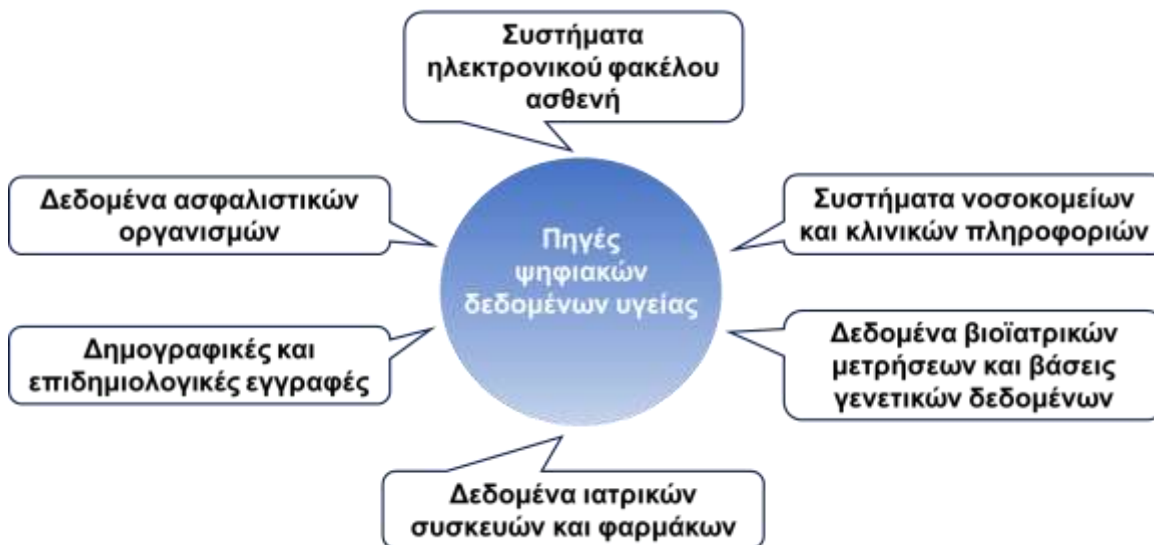 Συστήματα
ηλεκτρονικού φακέλου
ασθενή
Δεδομένα ασφαλιστικών
οργανισμών
Συστήματα νοσοκομείων
και κλινικών πληροφοριών
Πηγές
ψηφιακών
δεδομένων υγείας
Δημογραφικές και
επιδημιολογικές εγγραφές
Δεδομένα βιοϊατρικών
μετρήσεων και βάσεις
γενετικών δεδομένων
Δεδομένα ιατρικών
συσκευών και φαρμάκων